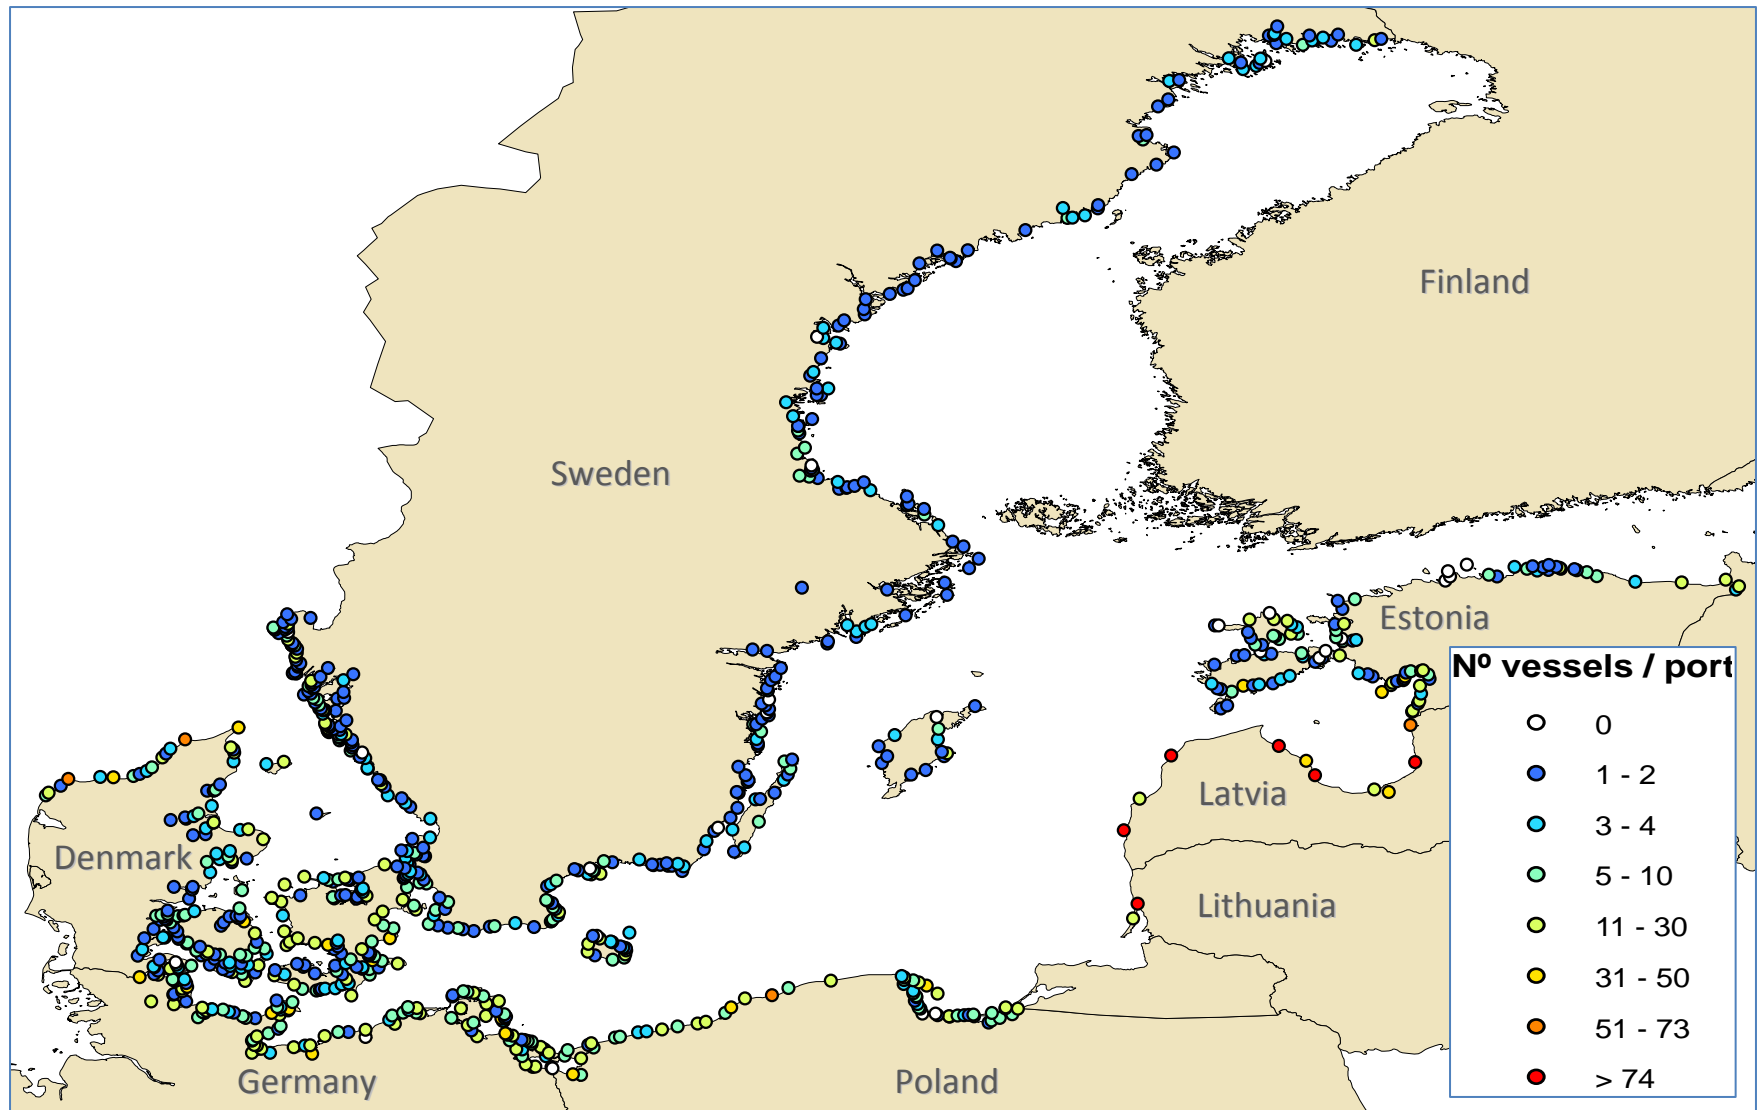 Finland
Sweden
Estonia
Nº vessels / port
0
1 - 2
Latvia
3 - 4
Denmark
5 - 10
Lithuania
11 - 30
31 - 50
51 - 73
Germany
Poland
> 74